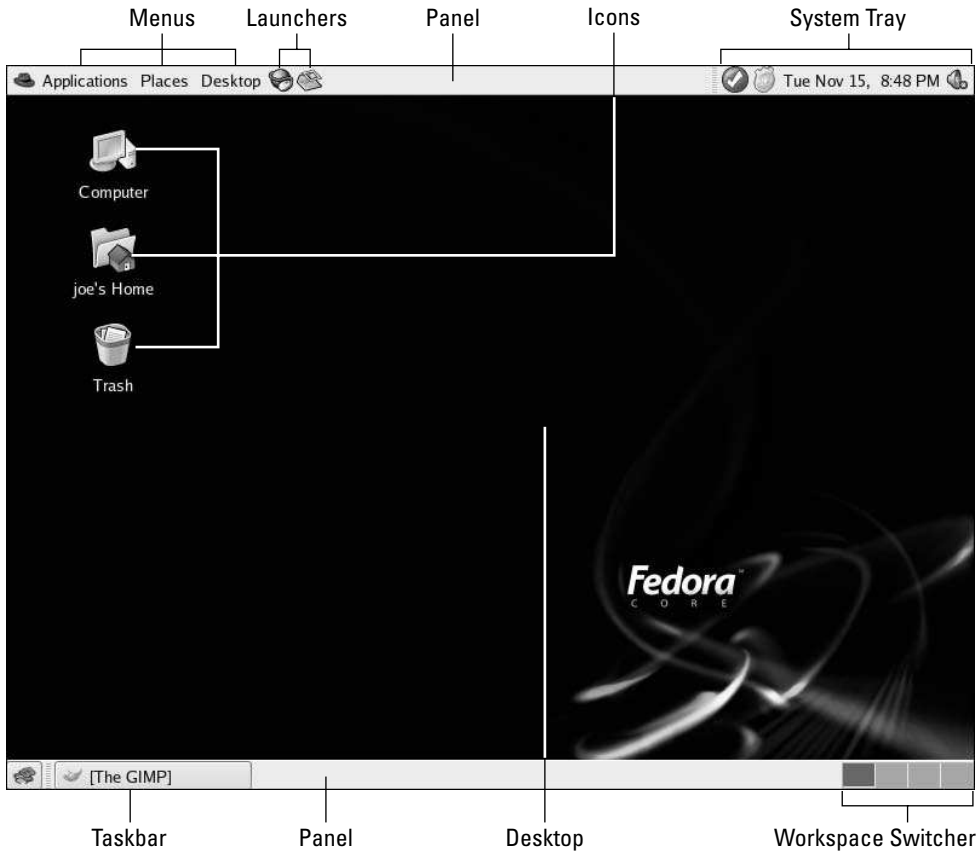 Menus Launchers Panel Icons System Tray
Applications Places Desktop Tue Nov 15, 8:48 PM
Computer
joe's Home
Trash
Fedora™
CORE
[The GIMP]
Taskbar Panel Desktop Workspace Switcher